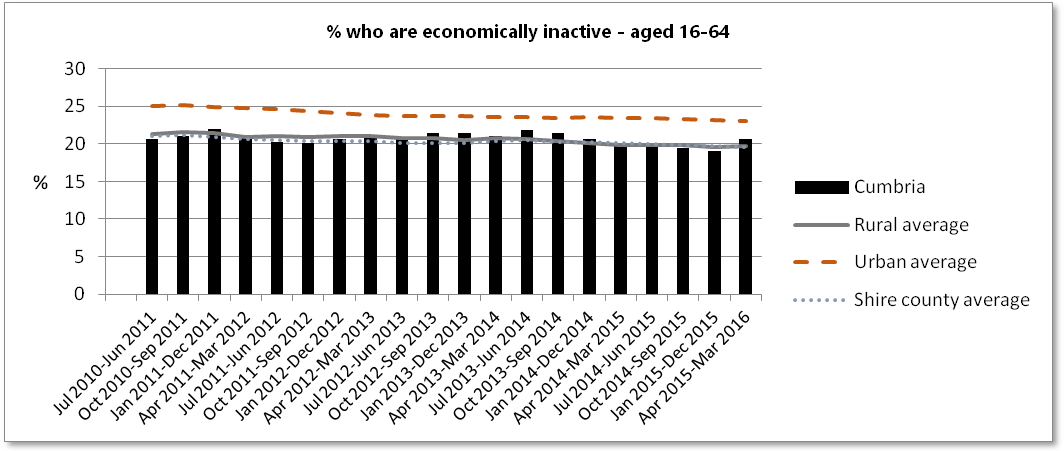 % who are economically inactive - aged 16-64
30
25
20
15
10
5
0
%
Jul 2010-Jun 2011
Oct 2010-Sep 2011
Jan 2011-Dec 2011
Apr 2011-Mar 2012
Jul 2011-Jun 2012
Oct 2011-Sep 2012
Jan 2012-Dec 2012
Apr 2012-Mar 2013
Jul 2012-Jun 2013
Oct 2012-Sep 2013
Jan 2013-Dec 2013
Apr 2013-Mar 2014
Jul 2013-Jun 2014
Oct 2013-Sep 2014
Jan 2014-Dec 2014
Apr 2014-Mar 2015
Jul 2014-Jun 2015
Oct 2014-Sep 2015
Jan 2015-Dec 2015
Apr 2015-Mar 2016
Cumbria
Rural average
Urban average
Shire county average